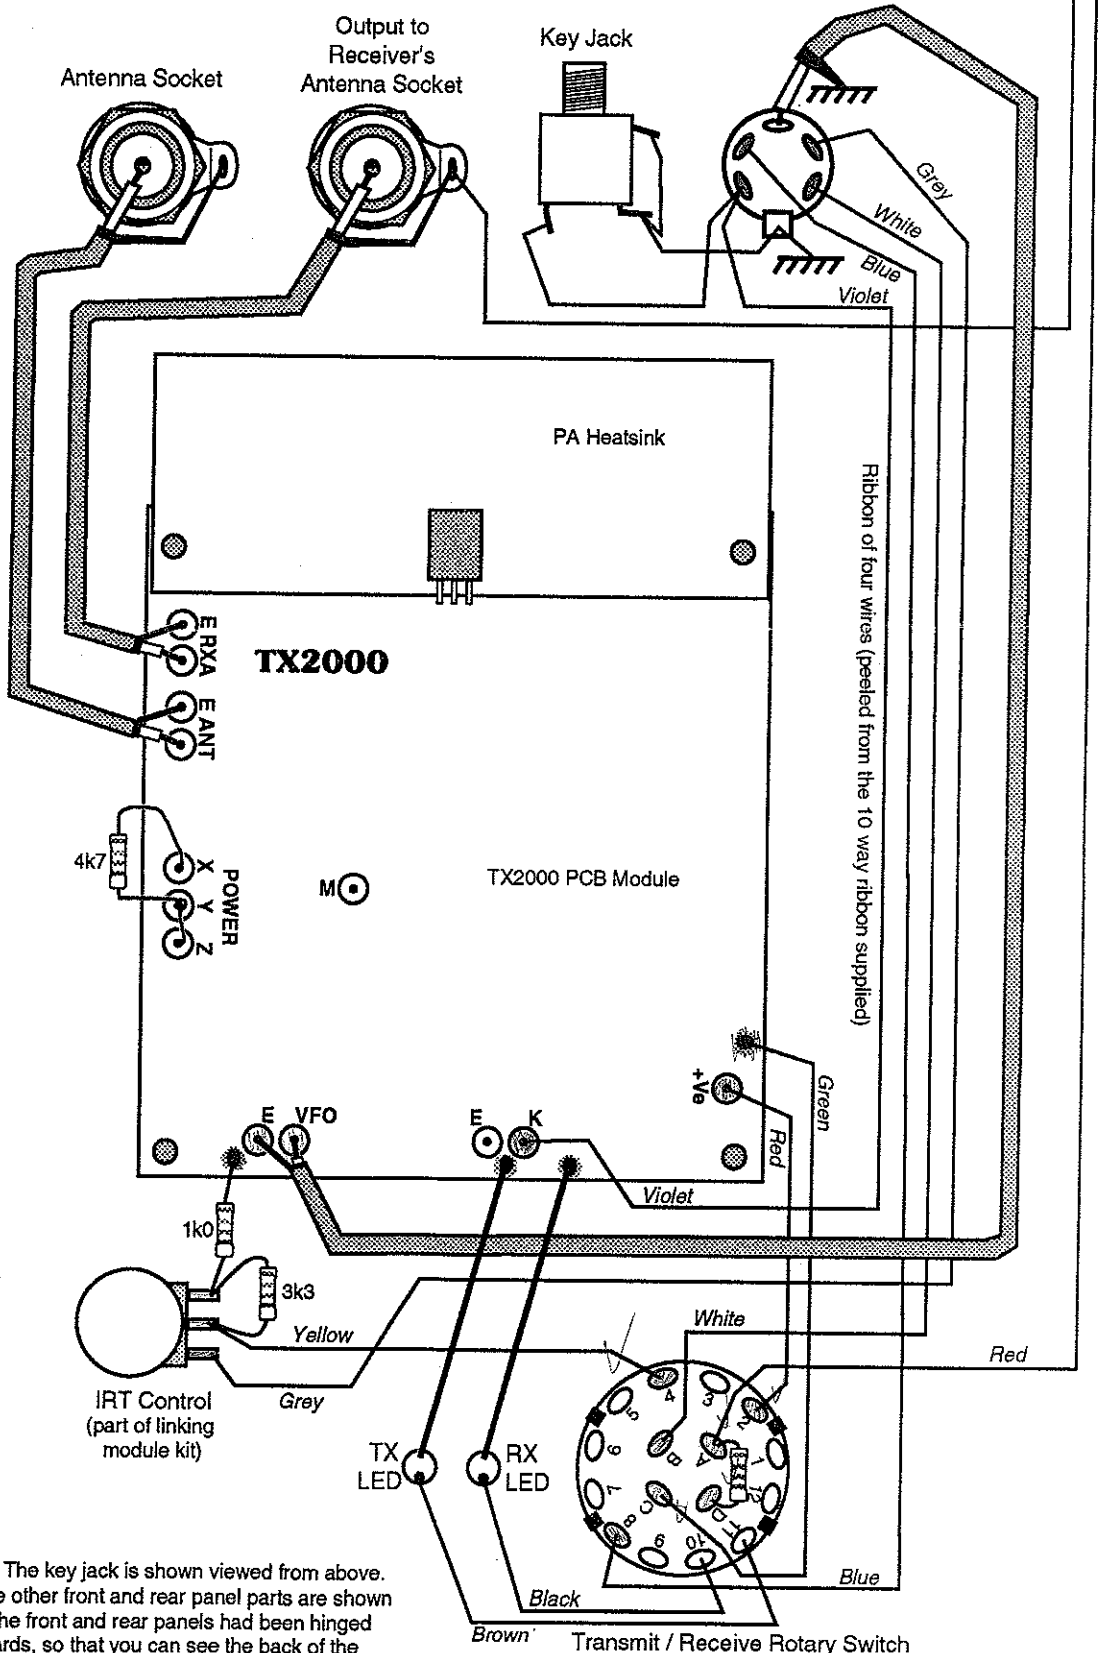 Antenna Socket
Output to
Receiver's
Antenna Socket
Key Jack
Grey
White
Blue
Violet
PA Heatsink
Ribbon of four wires (peeled from the 10 way ribbon supplied)
E RXA
TX2000
E ANT
4k7
X
Y
Z
POWER
M
TX2000 PCB Module
+Ve
Green
Red
E VFO
E K
Violet
1k0
3k3
Yellow
White
Red
Grey
IRT Control
(part of linking
module kit)
TX
LED
RX
LED
1
2
3
4
5
6
7
8
9
10
11
12
A
B
C
D
Blue
Black
Brown
Transmit / Receive Rotary Switch
The key jack is shown viewed from above.
other front and rear panel parts are shown
he front and rear panels had been hinged
ards, so that you can see the back of the